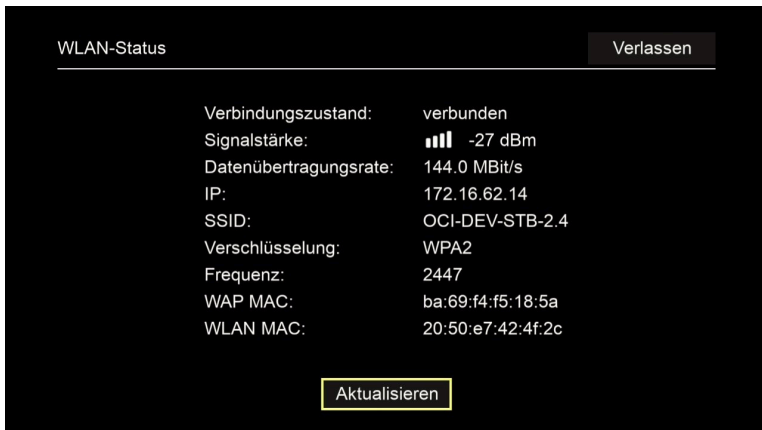 WLAN-Status Verlassen
Verbindungszustand: verbunden
Signalstärke: -27 dBm
Datenübertragungsrate: 144.0 MBit/s
IP: 172.16.62.14
SSID: OCI-DEV-STB-2.4
Verschlüsselung: WPA2
Frequenz: 2447
WAP MAC: ba:69:f4:f5:18:5a
WLAN MAC: 20:50:e7:42:4f:2c
Aktualisieren